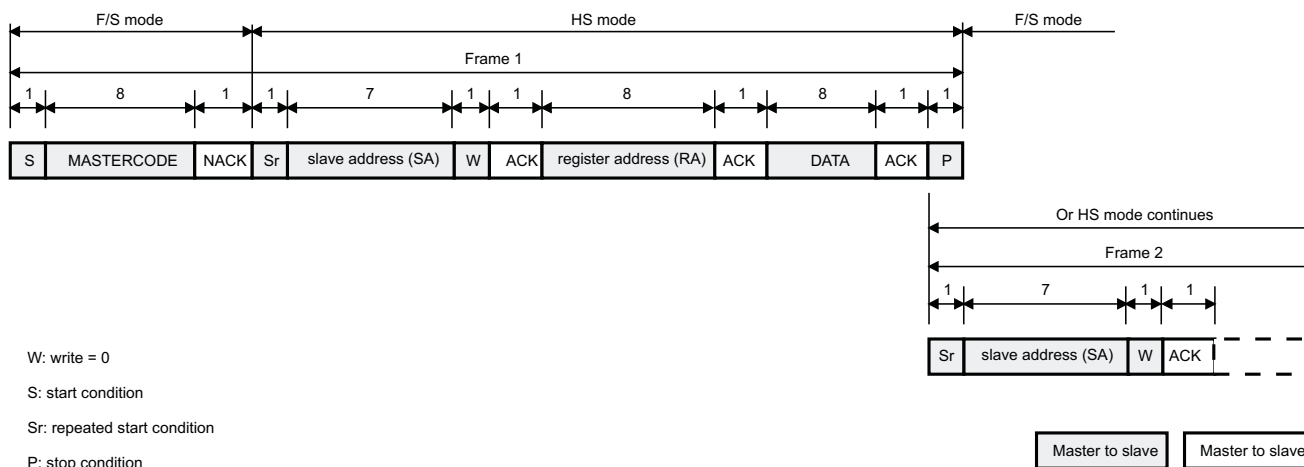 F/S mode HS mode F/S mode
Frame 1
1 8 1 1 7 1 1 8 1 8 1 1
S MASTERCODE NACK Sr slave address (SA) W ACK register address (RA) ACK DATA ACK P
Or HS mode continues
Frame 2
1 7 1 1
Sr slave address (SA) W ACK
W: write = 0
S: start condition
Sr: repeated start condition
P: stop condition
Master to slave Master to slave